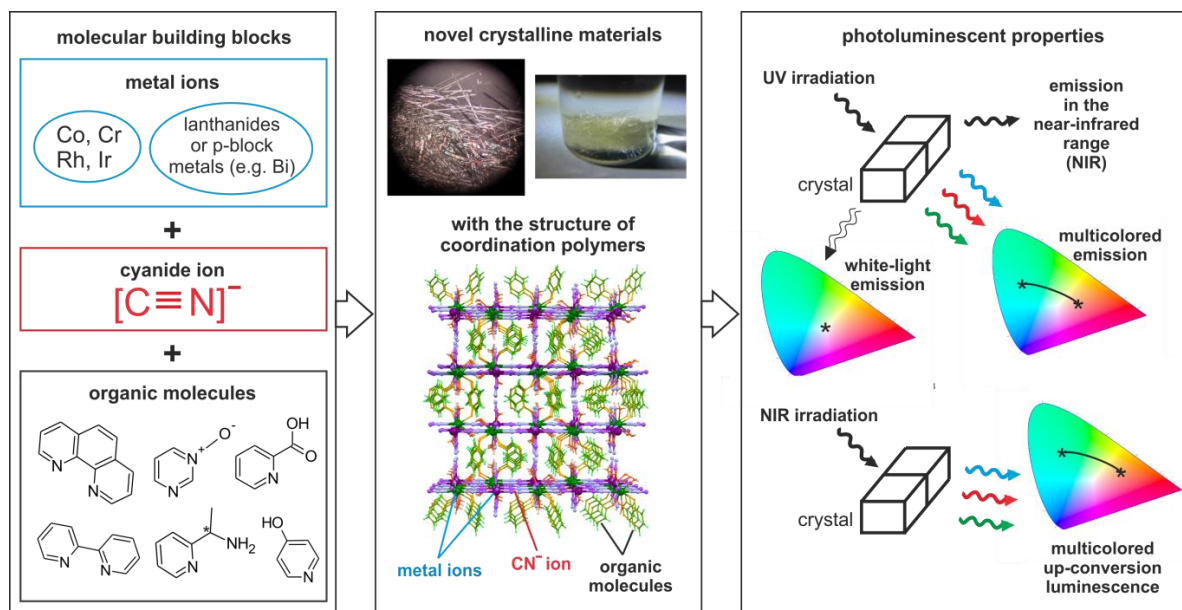 molecular building blocks
metal ions
Co, Cr
Rh, Ir
lanthanides
or p-block
metals (e.g. Bi)
+
cyanide ion
[C≡N]⁻
+
organic molecules
N
N
N
N⁺
O⁻
N
OH
O
N
N
N
*
NH₂
HO
N
novel crystalline materials
with the structure of
coordination polymers
metal ions
CN⁻ ion
organic
molecules
photoluminescent properties
UV irradiation
emission
in the
near-infrared
range
(NIR)
crystal
white-light
emission
*
multicolored
emission
*
*
NIR irradiation
crystal
*
*
multicolored
up-conversion
luminescence